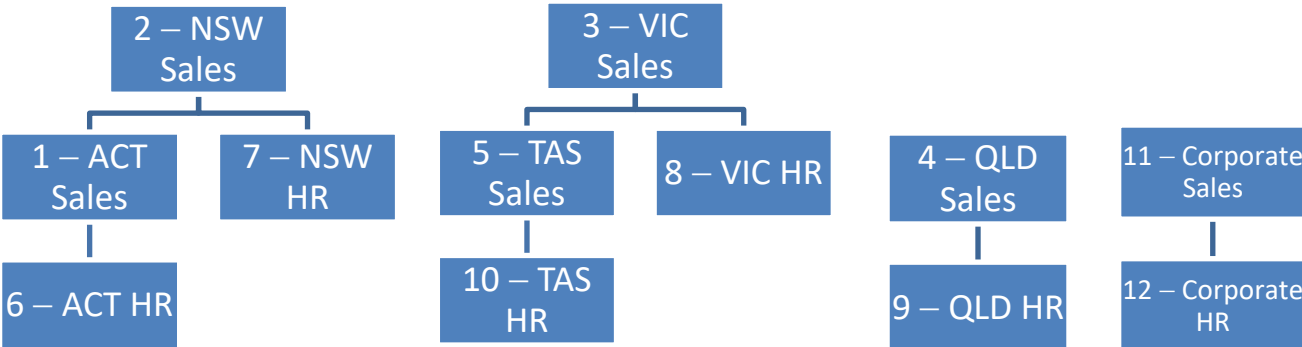 2 – NSW
Sales
3 – VIC
Sales
1 – ACT
Sales
7 – NSW
HR
5 – TAS
Sales
8 – VIC HR
4 – QLD
Sales
11 – Corporate
Sales
6 – ACT HR
10 – TAS
HR
9 – QLD HR
12 – Corporate
HR